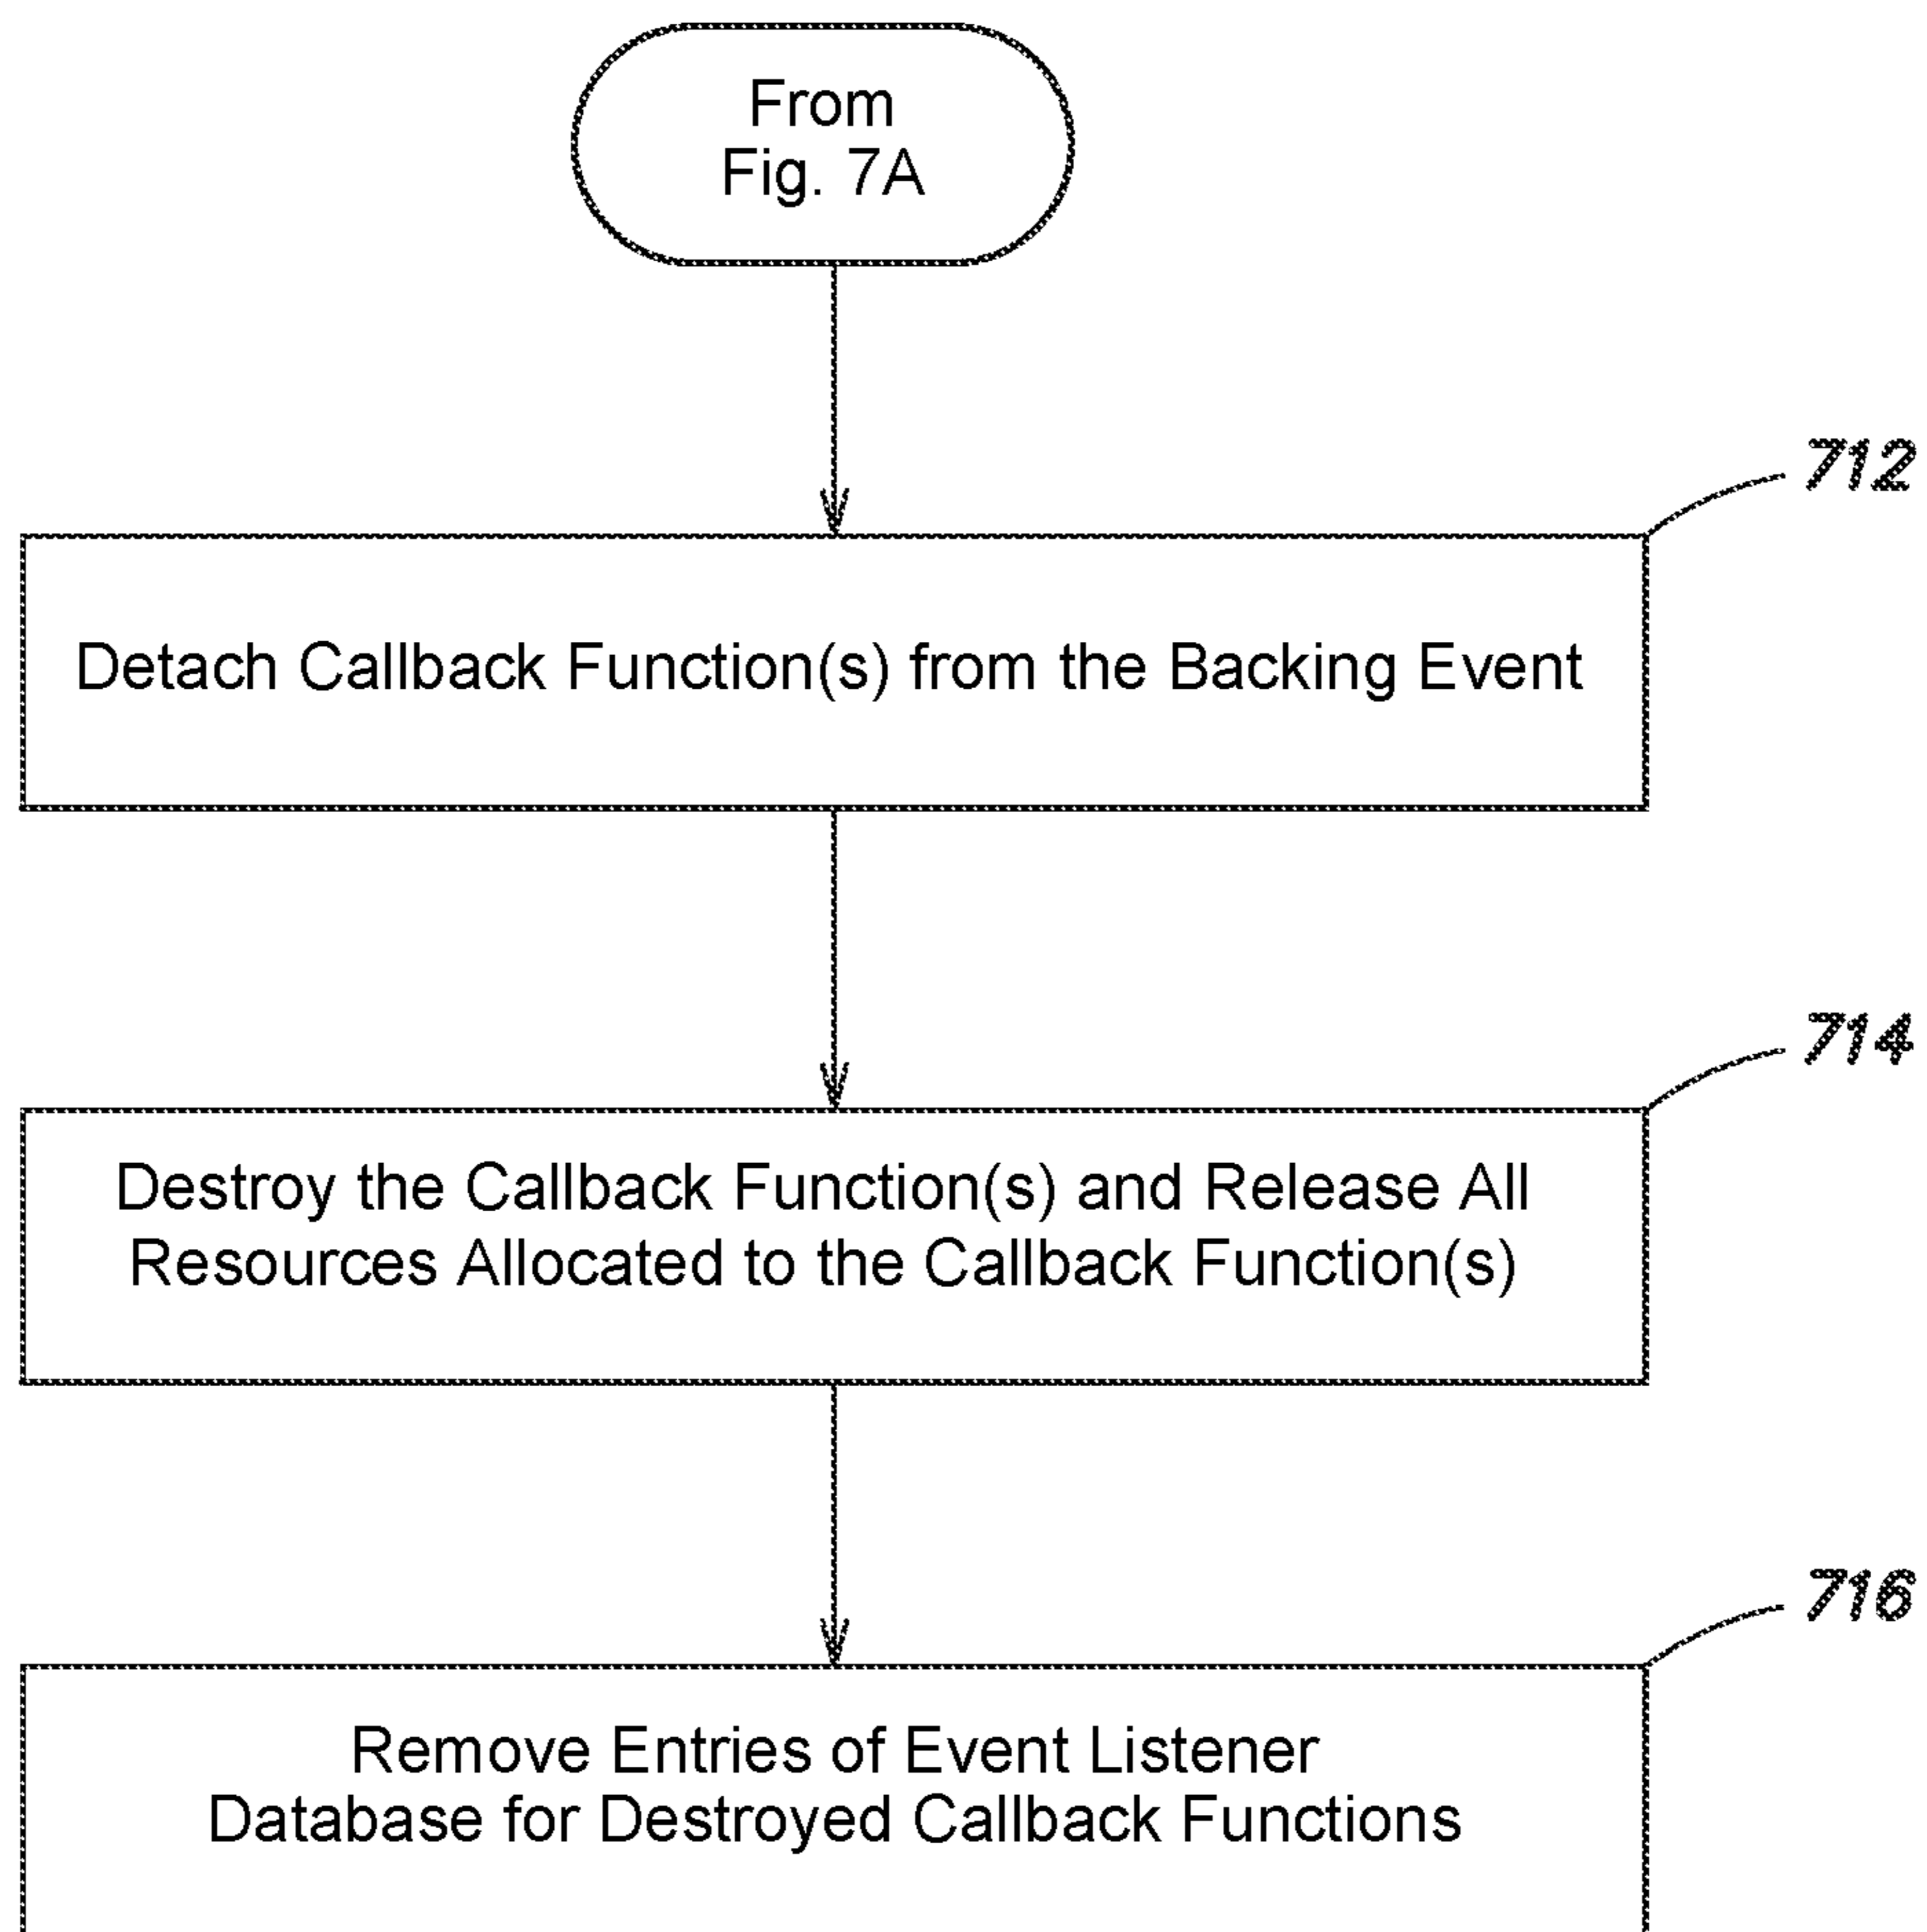 From
Fig. 7A
712
Detach Callback Function(s) from the Backing Event
714
Destroy the Callback Function(s) and Release All
Resources Allocated to the Callback Function(s)
716
Remove Entries of Event Listener
Database for Destroyed Callback Functions